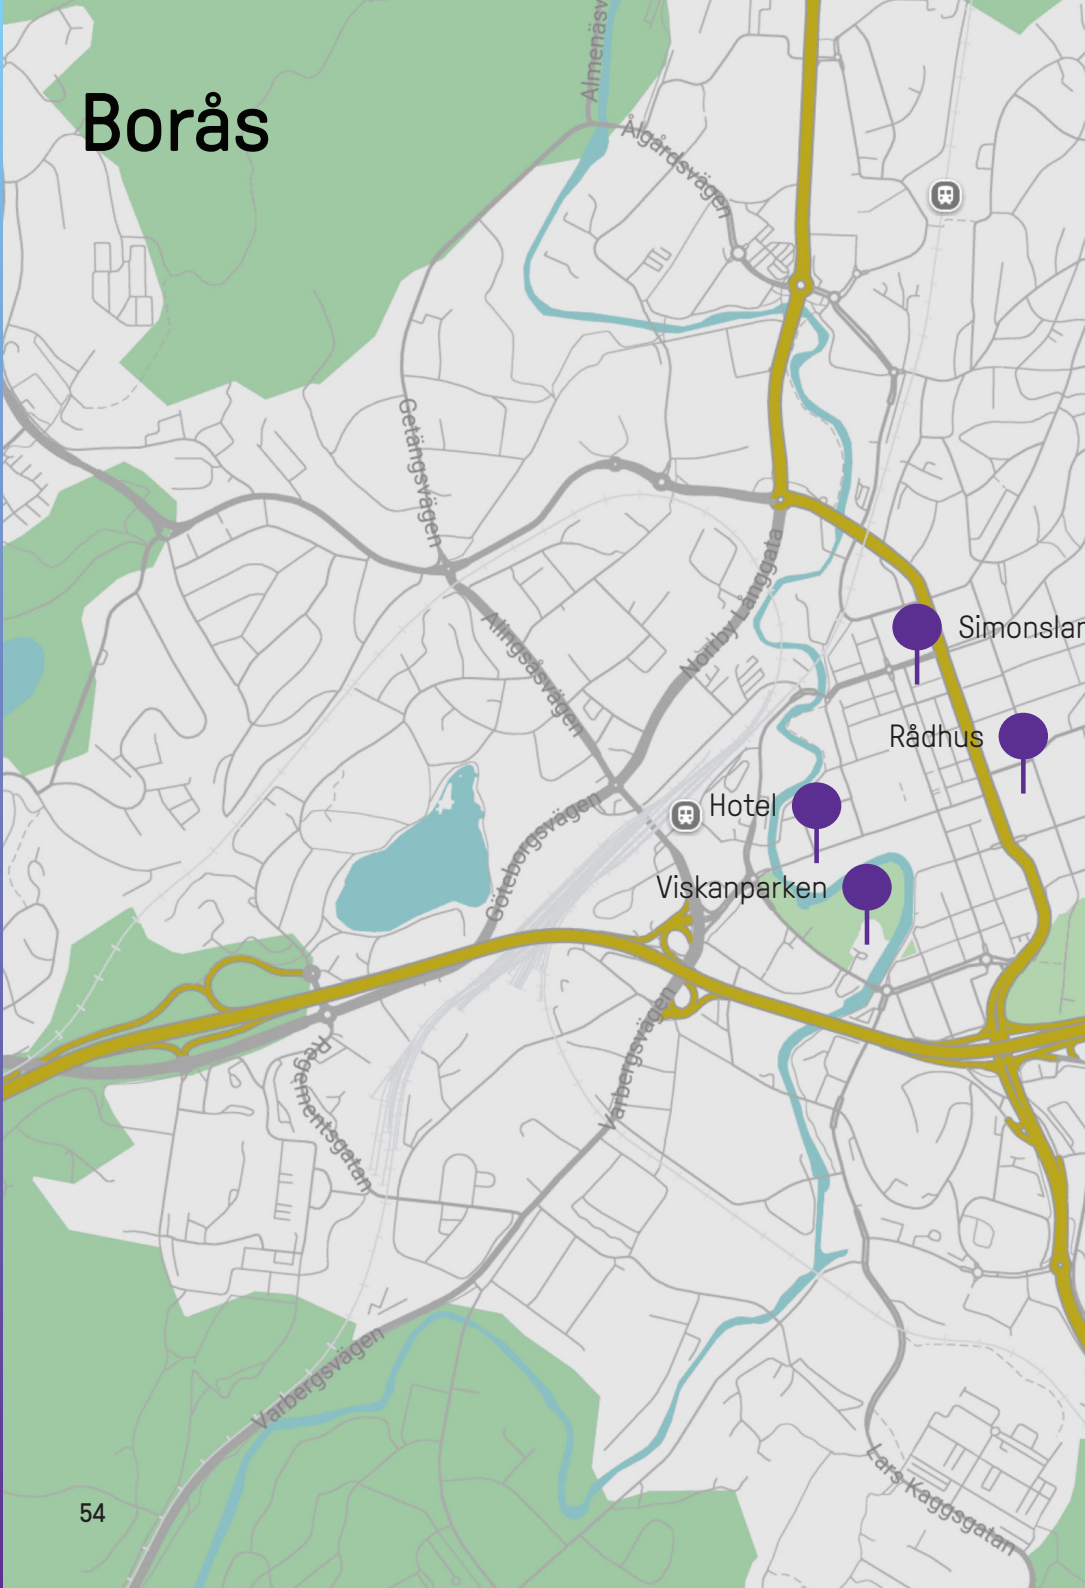 Borås
Almenäsv
Ålgårdsvägen
Getängsvägen
Norrby Långgata
Alingsåsvägen
Simonslan
Rådhus
Hotel
Göteborgsvägen
Viskanparken
Varbergsvägen
Regementsgatan
Varbergsvägen
Lars Kaggsgatan
54